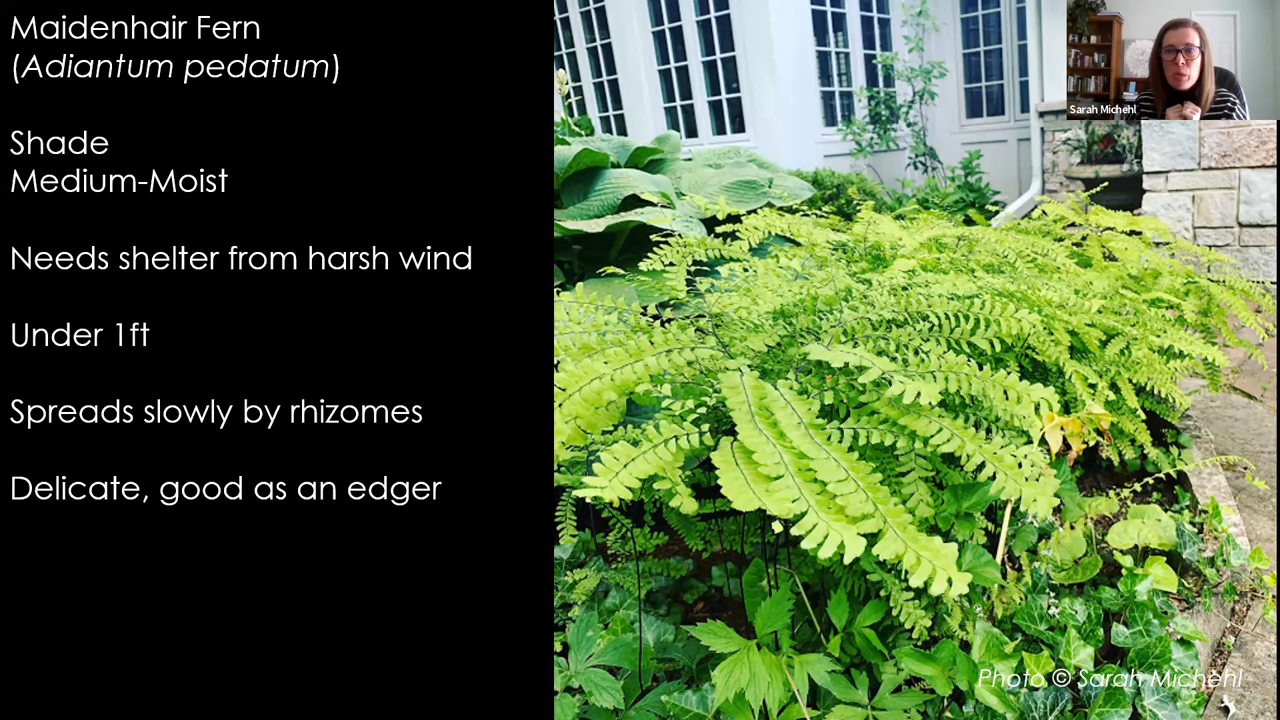 Maidenhair Fern
(Adiantum pedatum)
Shade
Medium-Moist
Needs shelter from harsh wind
Under 1ft
Spreads slowly by rhizomes
Delicate, good as an edger
Sarah Michehl
Photo © Sarah Michehl